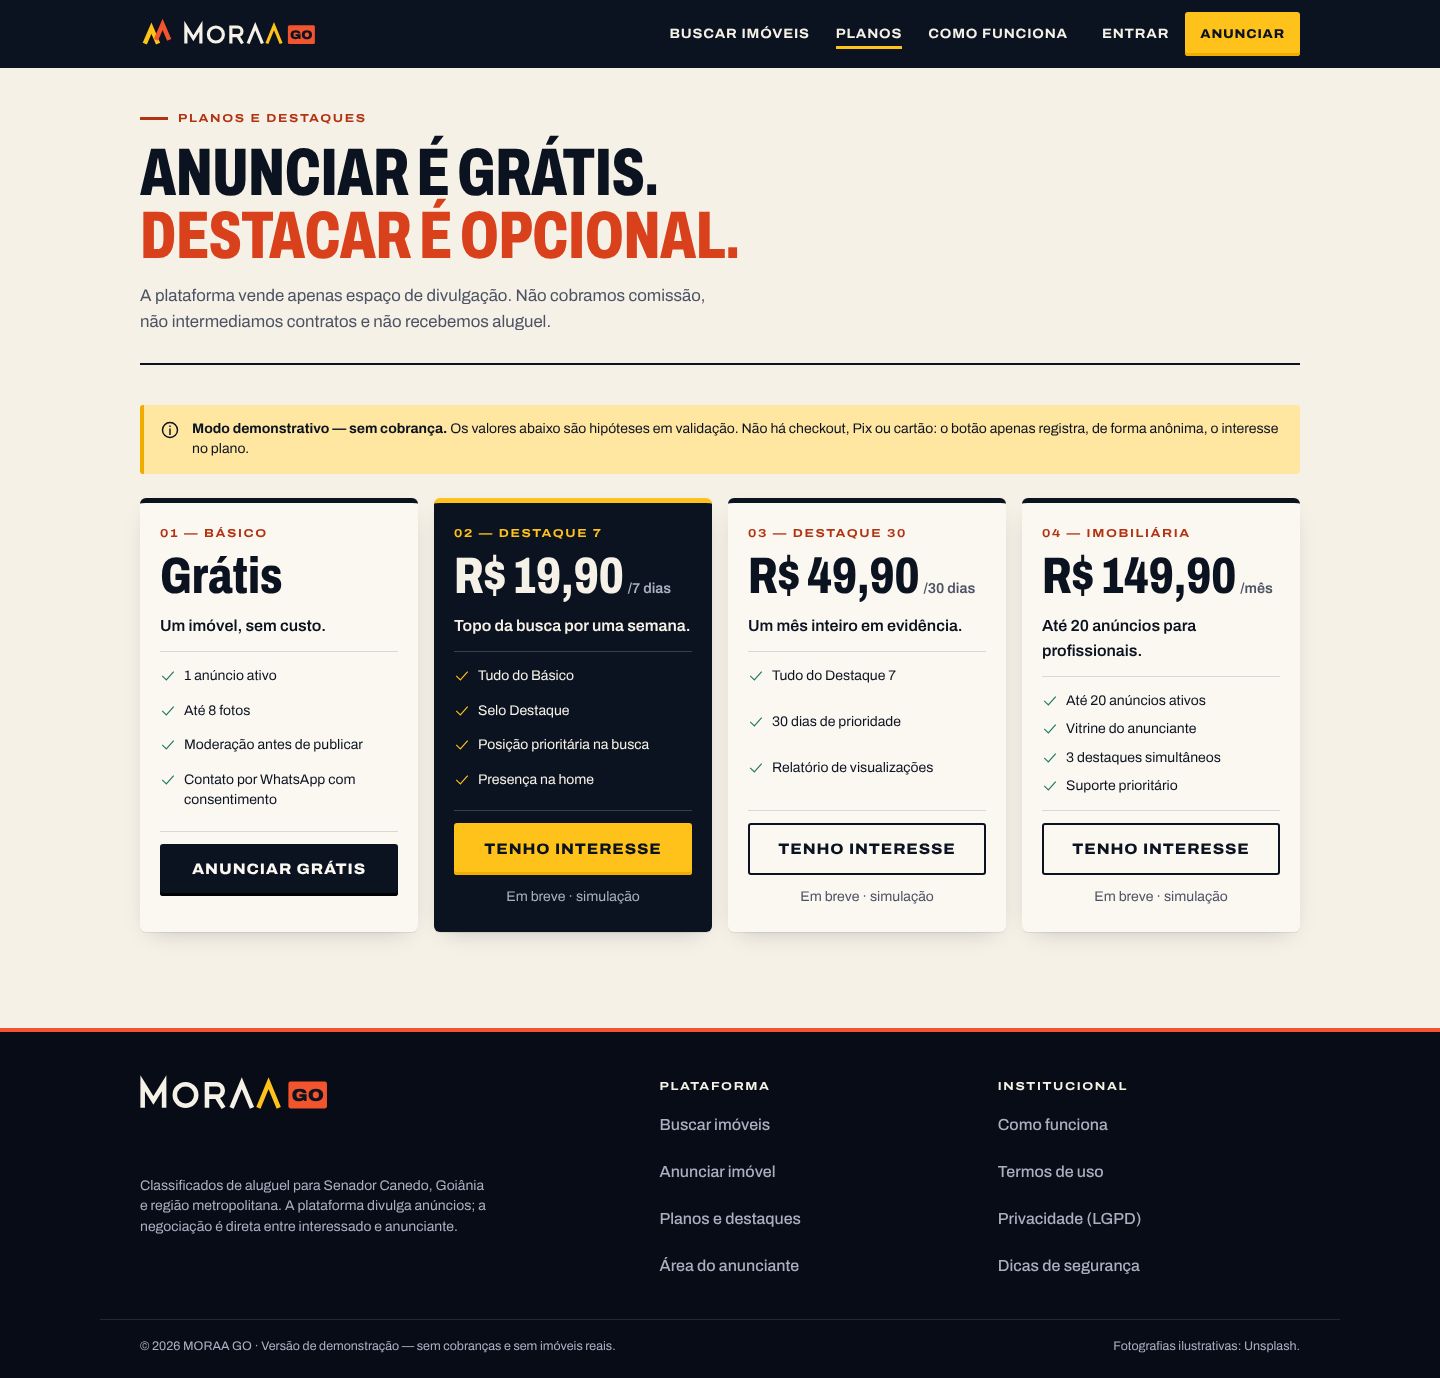 MORAA GO
BUSCAR IMÓVEIS
PLANOS
COMO FUNCIONA
ENTRAR
ANUNCIAR
PLANOS E DESTAQUES
ANUNCIAR É GRÁTIS.
DESTACAR É OPCIONAL.
A plataforma vende apenas espaço de divulgação. Não cobramos comissão,
não intermediamos contratos e não recebemos aluguel.
Modo demonstrativo — sem cobrança. Os valores abaixo são hipóteses em validação. Não há checkout, Pix ou cartão: o botão apenas registra, de forma anônima, o interesse
no plano.
01 — BÁSICO
Grátis
Um imóvel, sem custo.
1 anúncio ativo
Até 8 fotos
Moderação antes de publicar
Contato por WhatsApp com
consentimento
ANUNCIAR GRÁTIS
02 — DESTAQUE 7
R$ 19,90 /7 dias
Topo da busca por uma semana.
Tudo do Básico
Selo Destaque
Posição prioritária na busca
Presença na home
TENHO INTERESSE
Em breve · simulação
03 — DESTAQUE 30
R$ 49,90 /30 dias
Um mês inteiro em evidência.
Tudo do Destaque 7
30 dias de prioridade
Relatório de visualizações
TENHO INTERESSE
Em breve · simulação
04 — IMOBILIÁRIA
R$ 149,90 /mês
Até 20 anúncios para
profissionais.
Até 20 anúncios ativos
Vitrine do anunciante
3 destaques simultâneos
Suporte prioritário
TENHO INTERESSE
Em breve · simulação
MORAA GO
Classificados de aluguel para Senador Canedo, Goiânia
e região metropolitana. A plataforma divulga anúncios; a
negociação é direta entre interessado e anunciante.
PLATAFORMA
Buscar imóveis
Anunciar imóvel
Planos e destaques
Área do anunciante
INSTITUCIONAL
Como funciona
Termos de uso
Privacidade (LGPD)
Dicas de segurança
© 2026 MORAA GO · Versão de demonstração — sem cobranças e sem imóveis reais.
Fotografias ilustrativas: Unsplash.